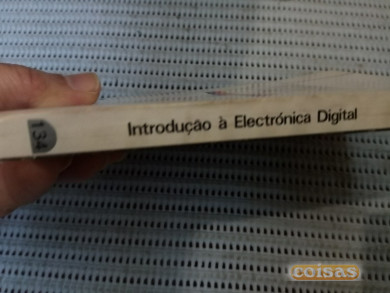 134
Introdução à Electrónica Digital
coisas